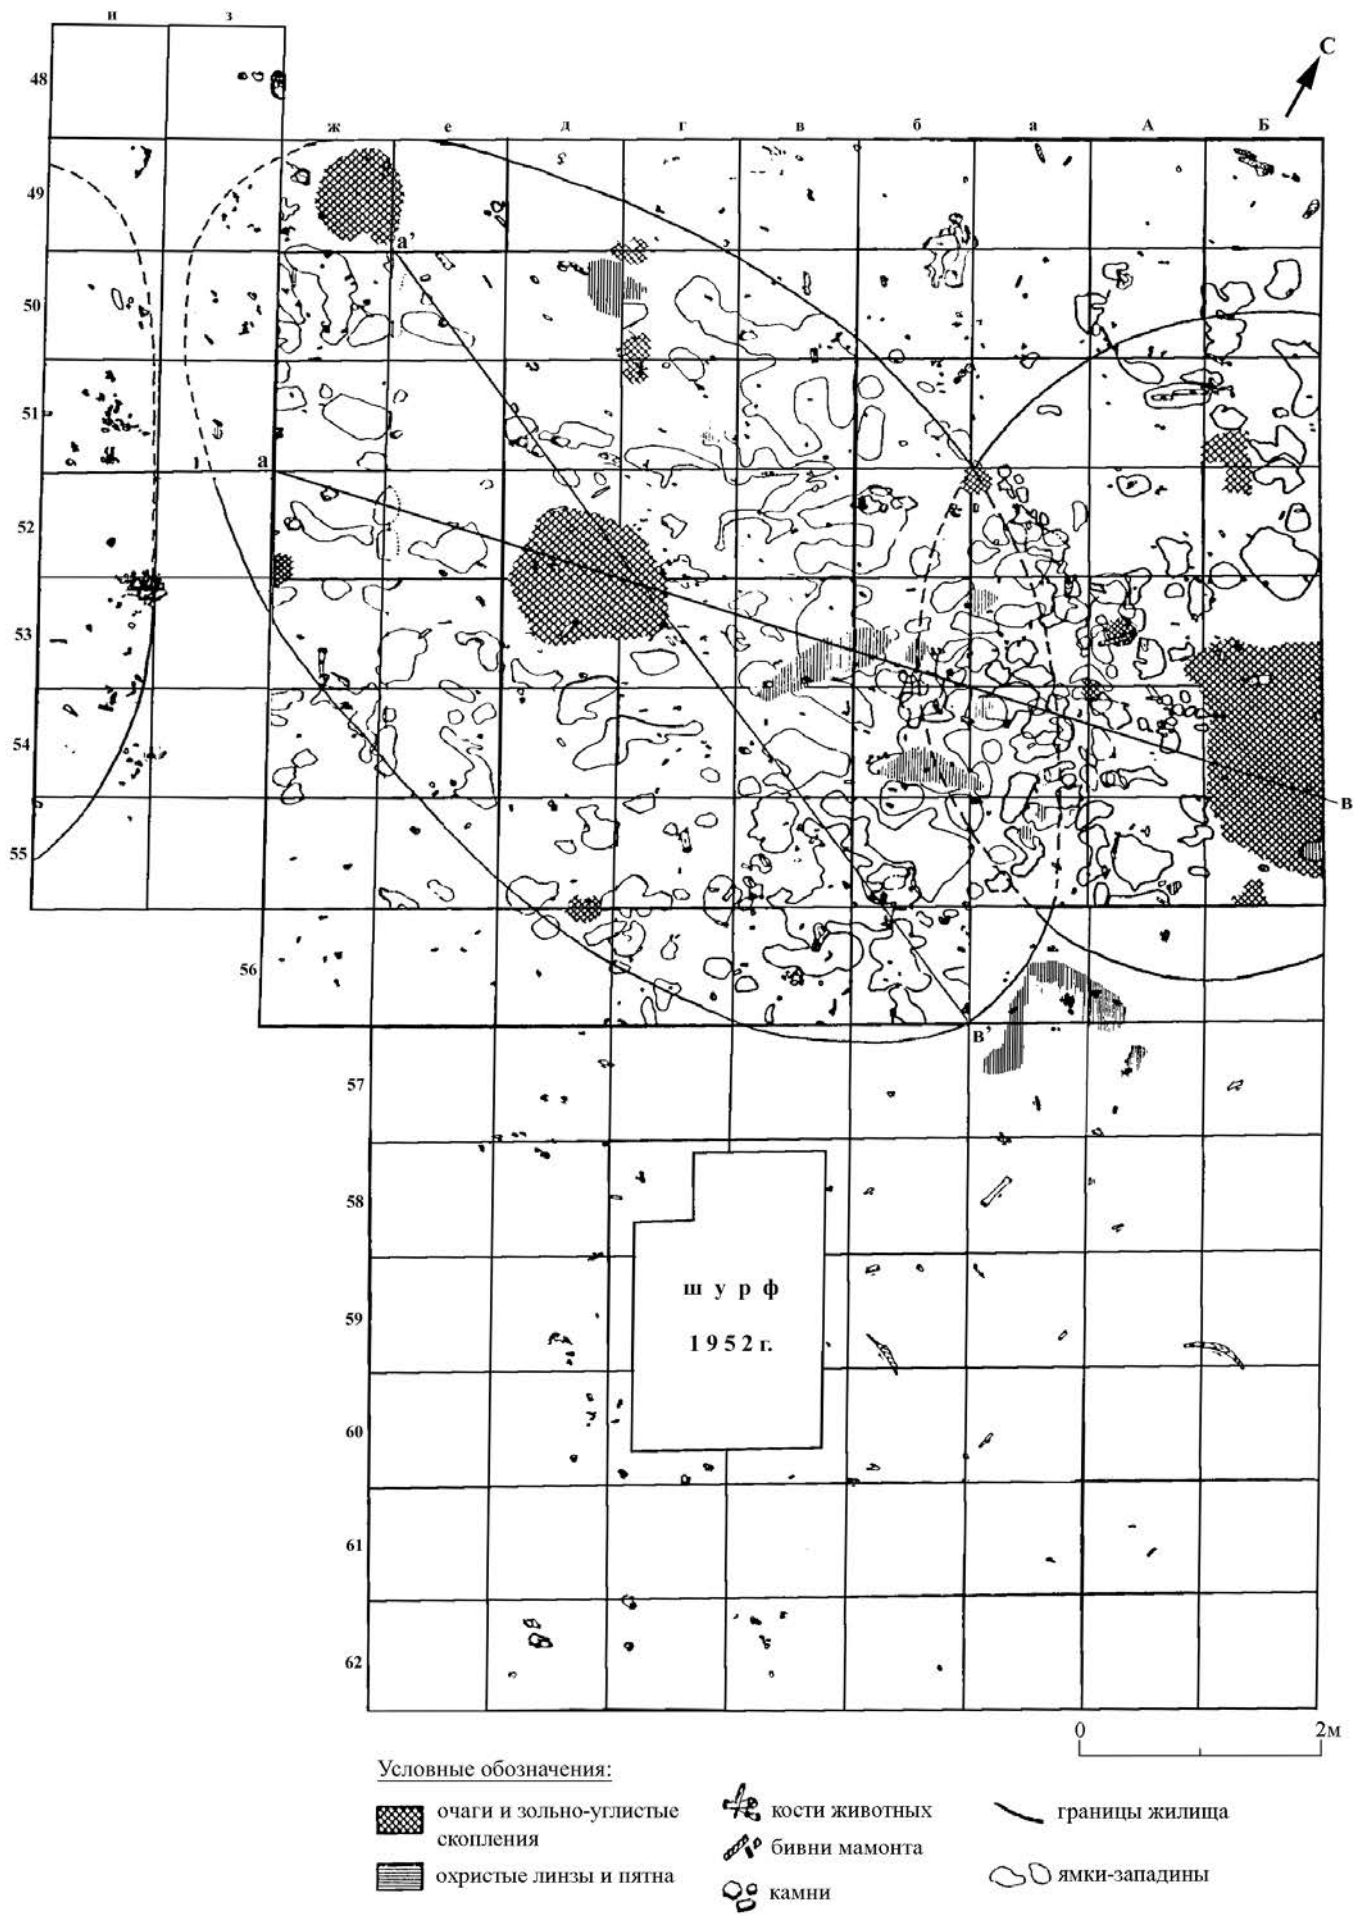 и з
С
48
ж е д г в б а А Б
49
а'
50
51
а
52
53
54
в
55
56
в'
57
58
шурф
59
1952 г.
60
61
62
0 2м
Условные обозначения:
очаги и зольно-углистые
скопления
охристые линзы и пятна
кости животных
бивни мамонта
камни
границы жилища
ямки-западины